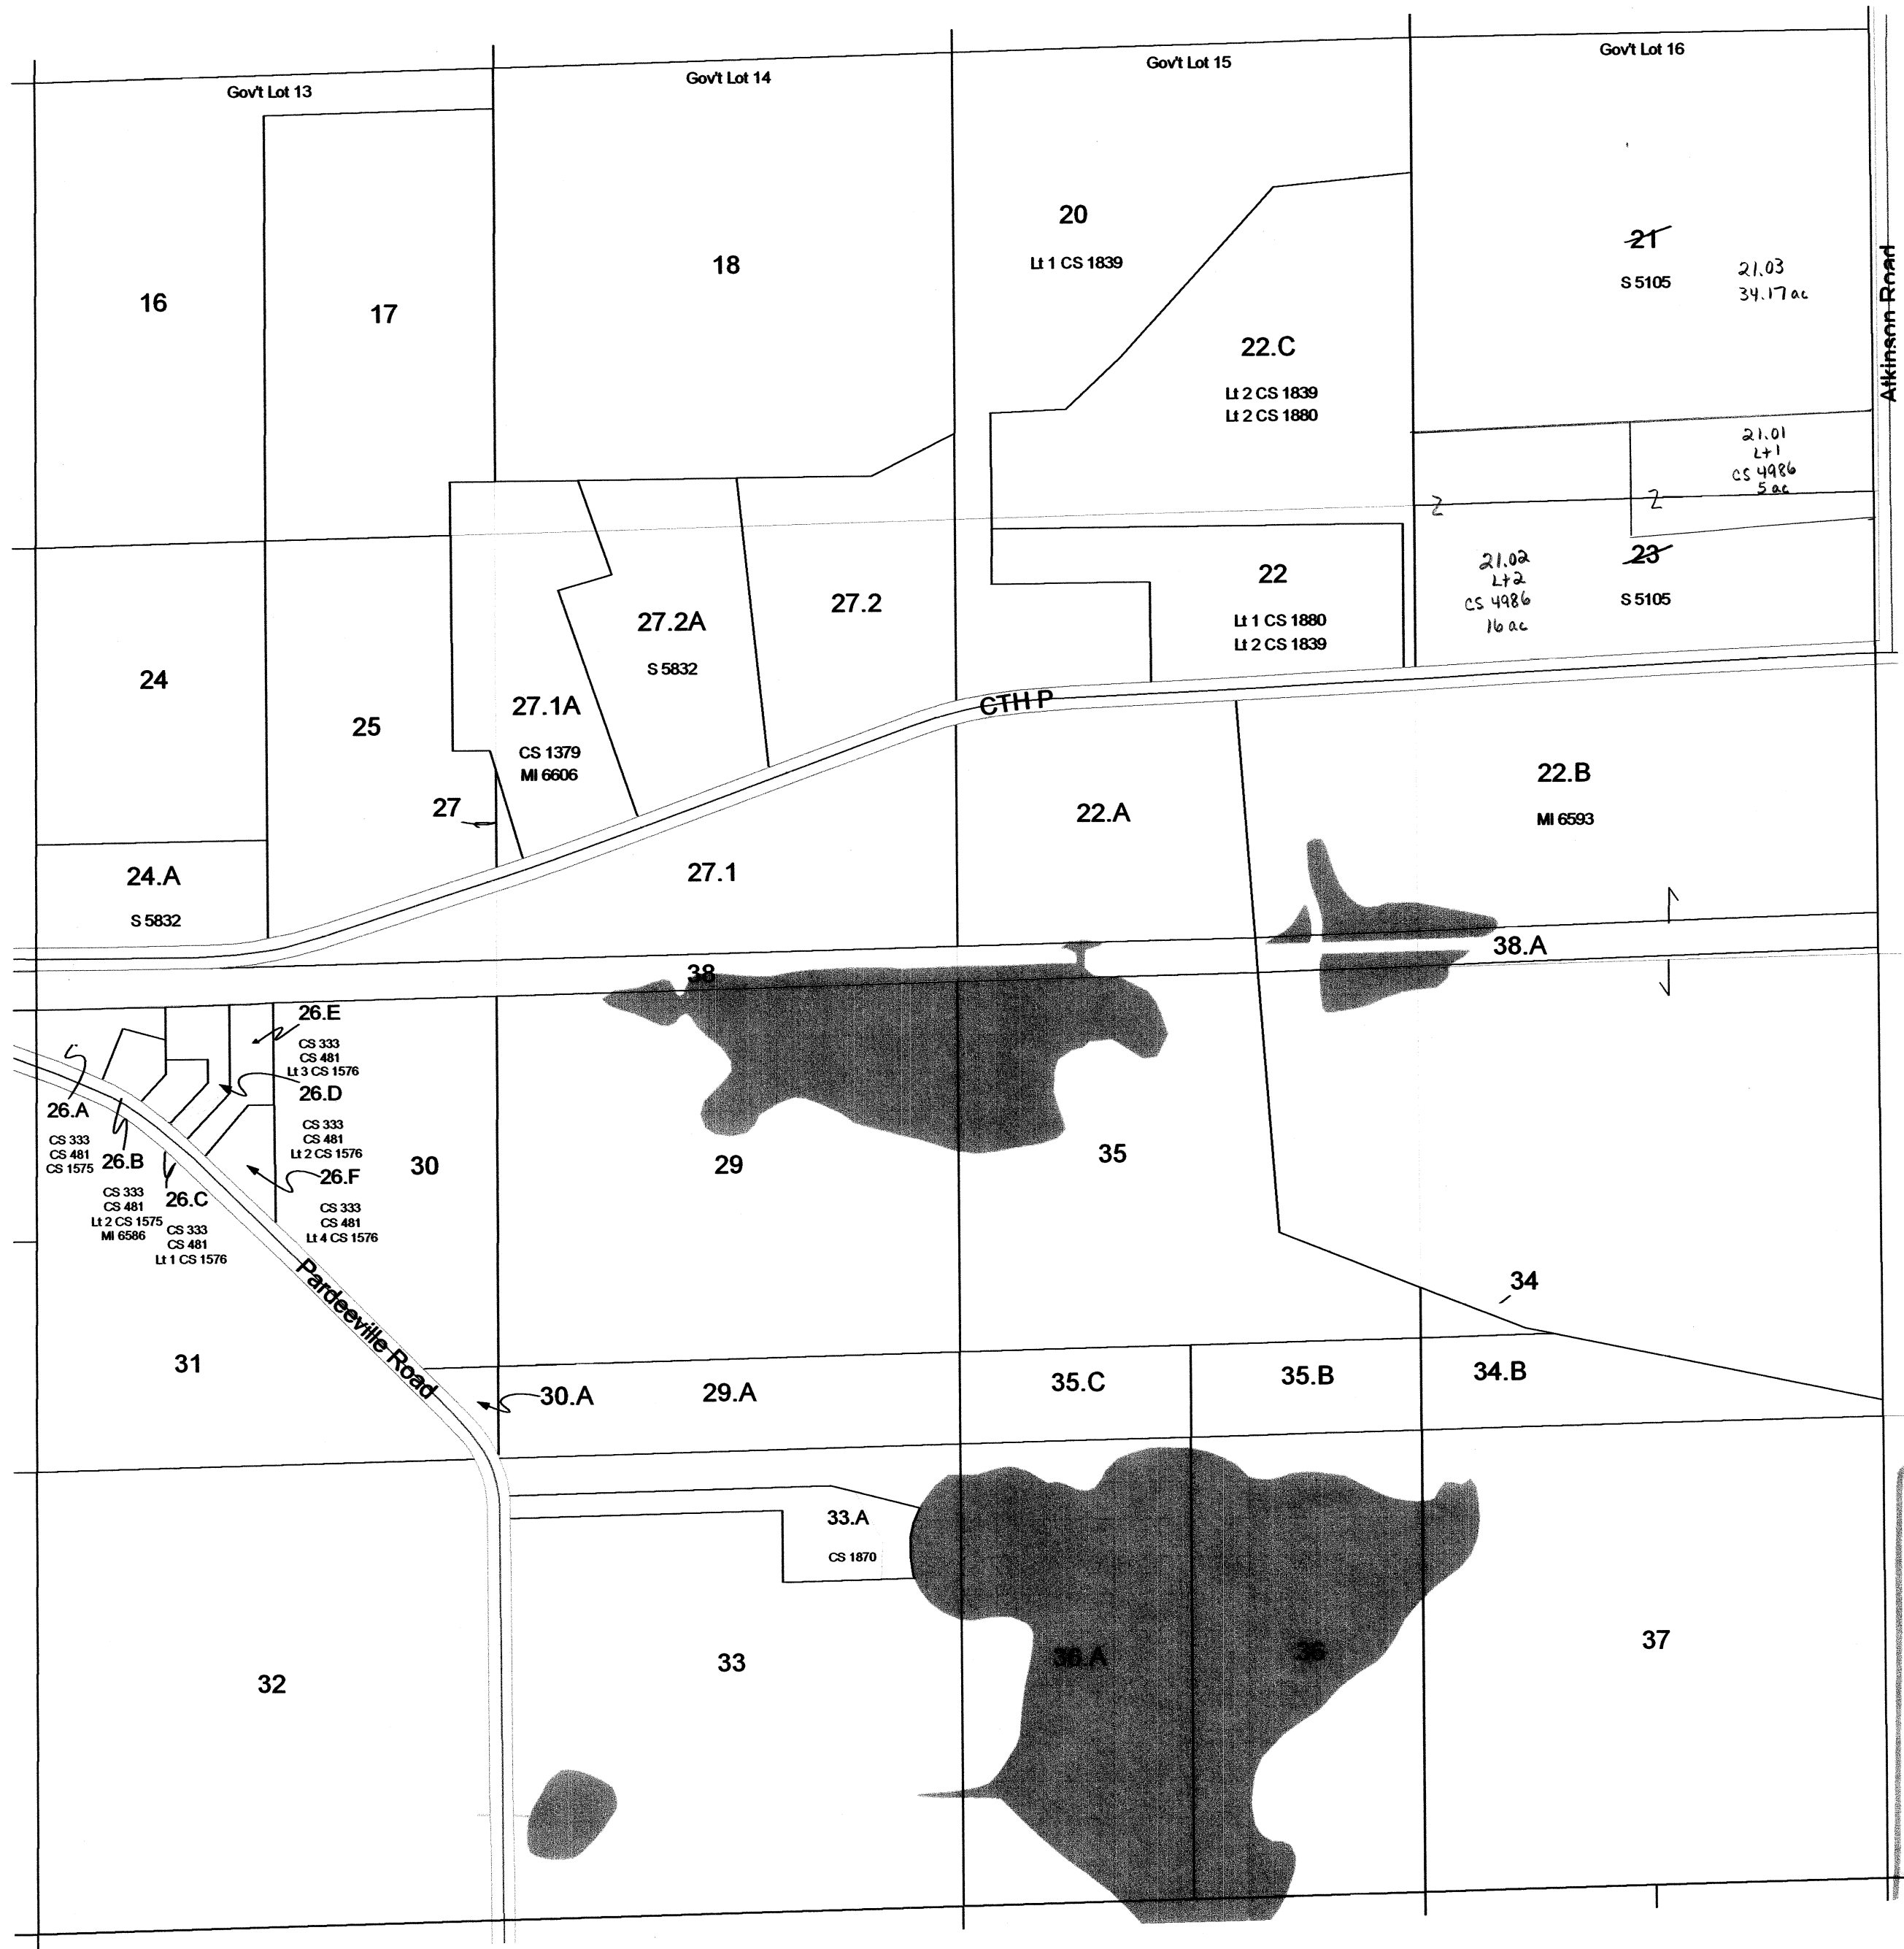 Gov't Lot 13
Gov't Lot 14
Gov't Lot 15
Gov't Lot 16
16
17
18
20
Lt 1 CS 1839
22.C
Lt 2 CS 1839
Lt 2 CS 1880
21
S 5105
21.03
34.17 ac
Atkinson Road
21.01
Lt 1
CS 4986
5 ac
Z
Z
21.02
Lt 2
CS 4986
16 ac
23
S 5105
22
Lt 1 CS 1880
Lt 2 CS 1839
24
25
27.1A
CS 1379
MI 6606
27.2A
S 5832
27.2
27
CTH P
24.A
S 5832
27.1
22.A
22.B
MI 6593
38
38.A
26.E
CS 333
CS 481
Lt 3 CS 1576
26.D
CS 333
CS 481
Lt 2 CS 1576
26.F
CS 333
CS 481
Lt 4 CS 1576
26.A
CS 333
CS 481
CS 1575
26.B
CS 333
CS 481
Lt 2 CS 1575
MI 6586
26.C
CS 333
CS 481
Lt 1 CS 1576
30
29
35
34
Pardeeville Road
31
30.A
29.A
35.C
35.B
34.B
33.A
CS 1870
32
33
36.A
36
37